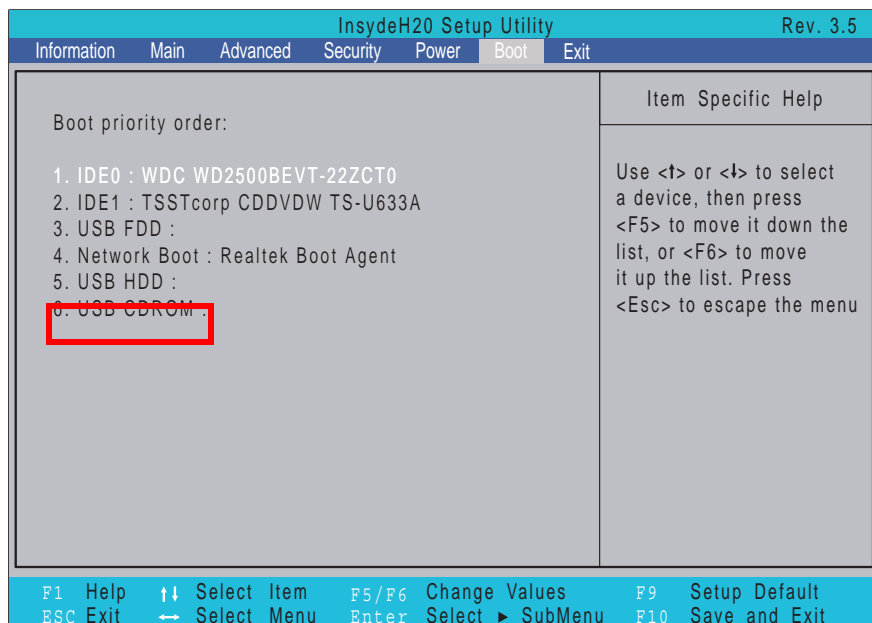 InsydeH20 Setup Utility Rev. 3.5
Information Main Advanced Security Power Boot Exit
Boot priority order:
1. IDE0 : WDC WD2500BEVT-22ZCT0
2. IDE1 : TSSTcorp CDDVDW TS-U633A
3. USB FDD :
4. Network Boot : Realtek Boot Agent
5. USB HDD :
6. USB CDROM :
Item Specific Help
Use <↑> or <↓> to select
a device, then press
<F5> to move it down the
list, or <F6> to move
it up the list. Press
<Esc> to escape the menu
F1 Help ↑↓ Select Item F5/F6 Change Values F9 Setup Default
ESC Exit ↔ Select Menu Enter Select ► SubMenu F10 Save and Exit